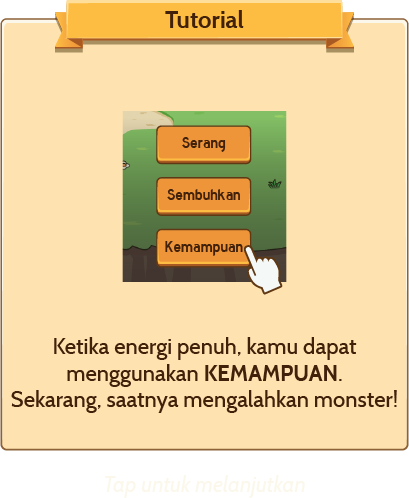 Tutorial
Serang
Sembuhkan
Kemampuan
Ketika energi penuh, kamu dapat
menggunakan KEMAMPUAN.
Sekarang, saatnya mengalahkan monster!
Tap untuk melanjutkan